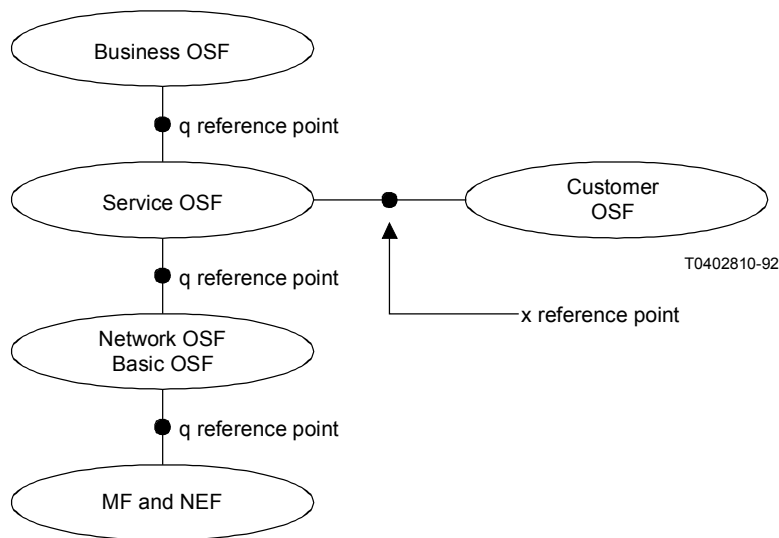 Business OSF
q reference point
Service OSF
Customer
OSF
T0402810-92
q reference point
x reference point
Network OSF
Basic OSF
q reference point
MF and NEF